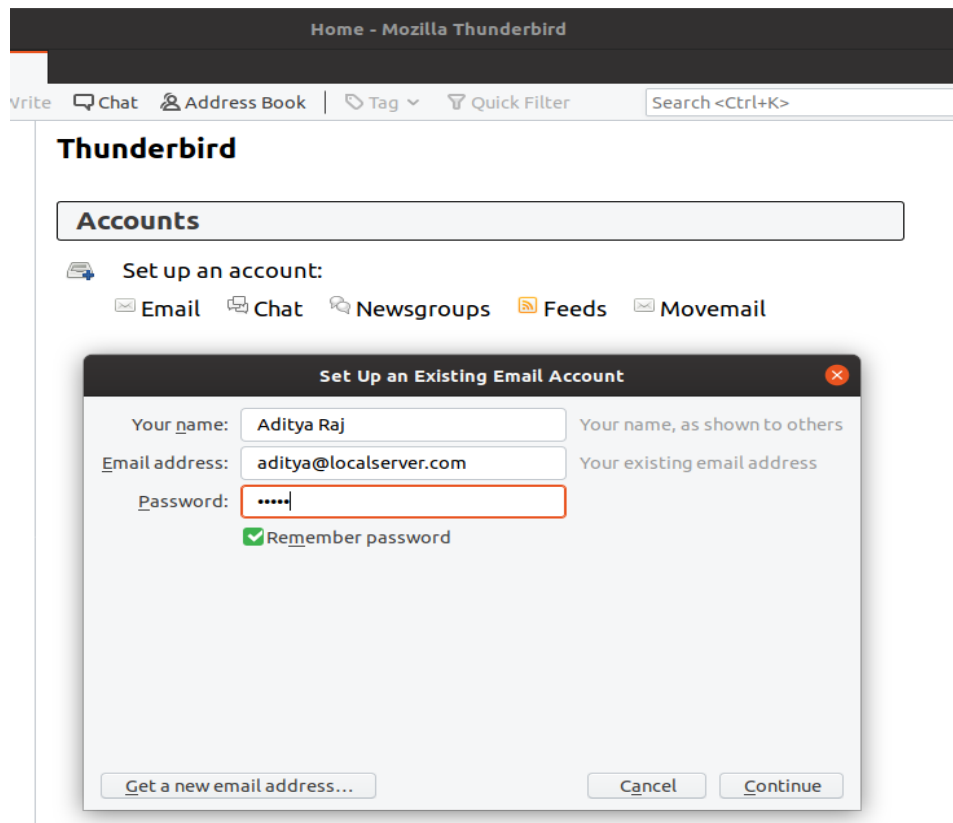 Home - Mozilla Thunderbird
Chat Address Book Tag Quick Filter Search <Ctrl+K>
Thunderbird
Accounts
Set up an account:
Email Chat Newsgroups Feeds Movemail
Set Up an Existing Email Account
Your name: Aditya Raj Your name, as shown to others
Email address: aditya@localserver.com Your existing email address
Password: •••••
Remember password
Get a new email address... Cancel Continue